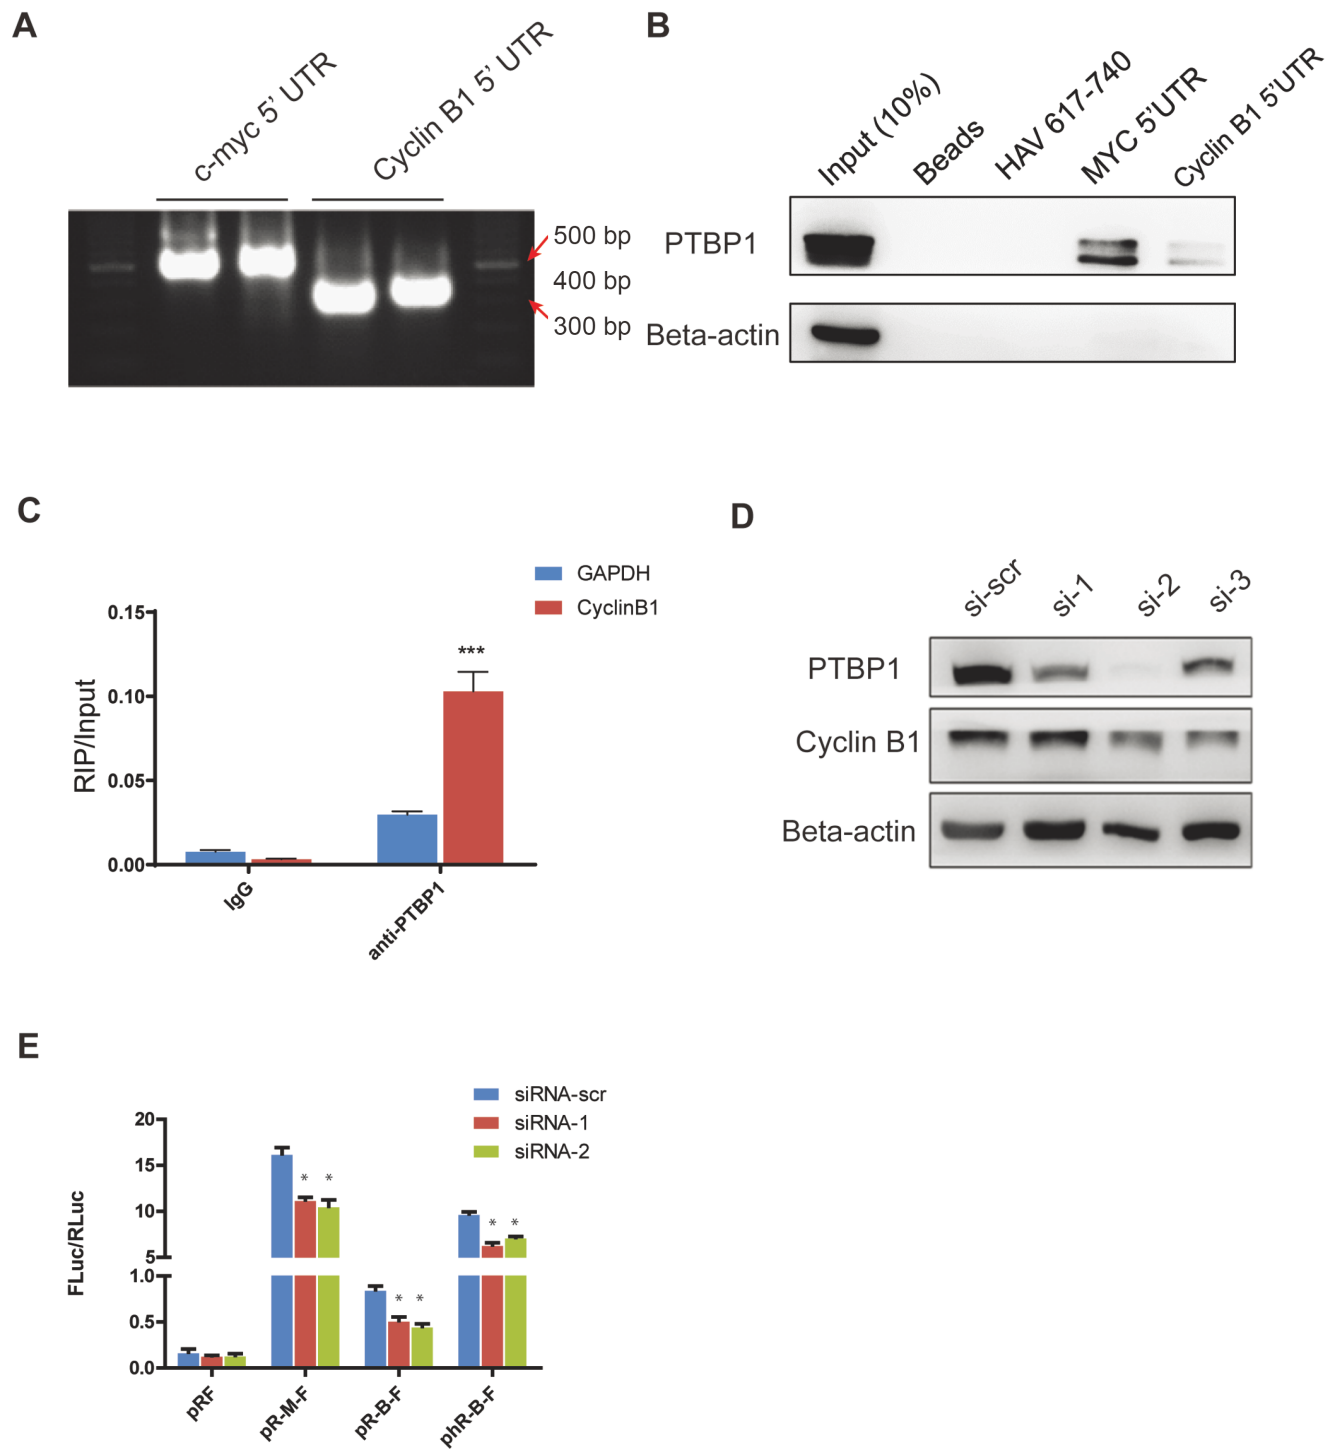 A
c-myc 5' UTR
Cyclin B1 5' UTR
500 bp
400 bp
300 bp
B
Input (10%)
Beads
HAV 617-740
MYC 5'UTR
Cyclin B1 5'UTR
PTBP1
Beta-actin
C
GAPDH
CyclinB1
RIP/Input
0.15
0.10
0.05
0.00
***
IgG
anti-PTBP1
D
si-scr
si-1
si-2
si-3
PTBP1
Cyclin B1
Beta-actin
E
siRNA-scr
siRNA-1
siRNA-2
FLuc/RLuc
20
15
10
5
1.0
0.5
0.0
* *
* *
* *
pRF
pR-M-F
pR-B-F
phR-B-F